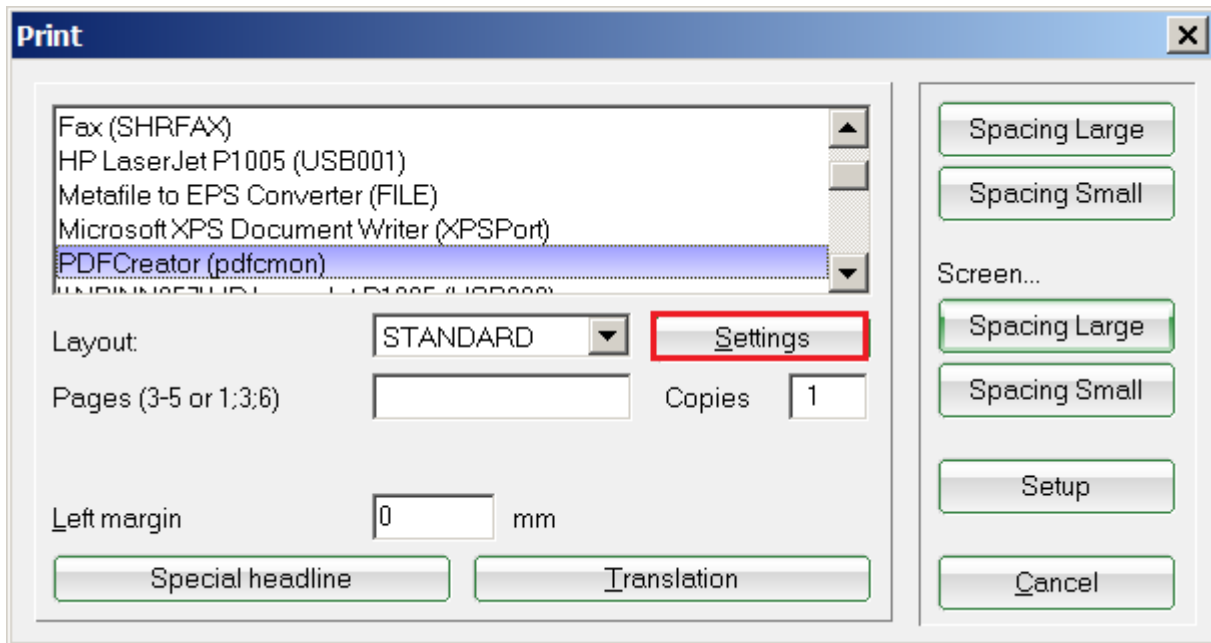 Print
Fax (SHRFAX)
HP LaserJet P1005 (USB001)
Metafile to EPS Converter (FILE)
Microsoft XPS Document Writer (XPSPort)
PDFCreator (pdfcmon)
Layout:
STANDARD
Settings
Pages (3-5 or 1;3;6)
Copies
1
Left margin
0
mm
Special headline
Translation
Spacing Large
Spacing Small
Screen...
Spacing Large
Spacing Small
Setup
Cancel